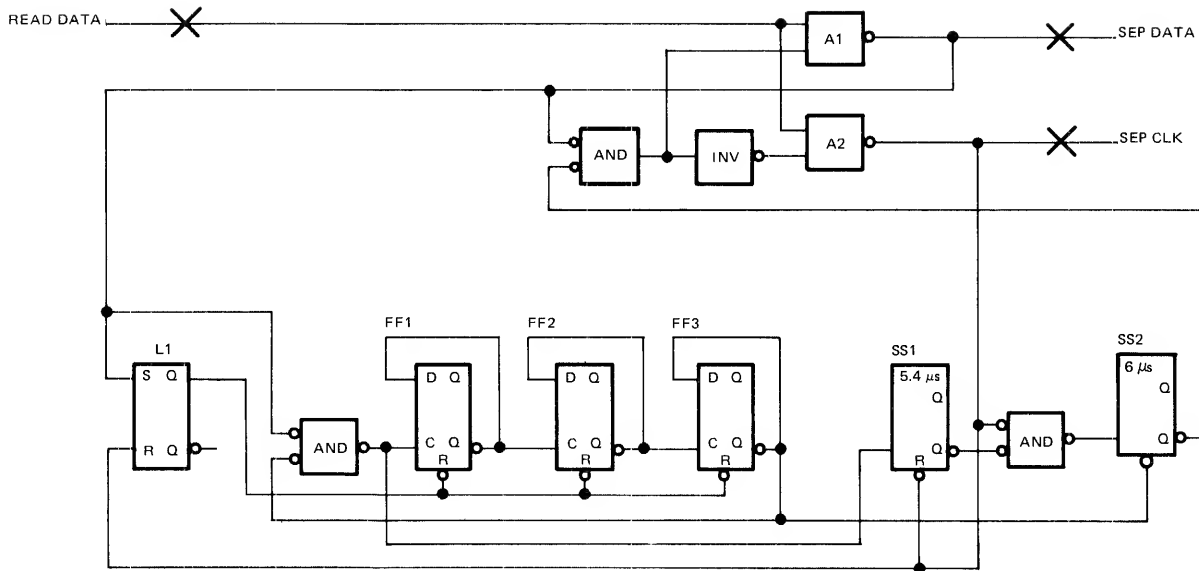 READ DATA
A1
SEP DATA
AND
INV
A2
SEP CLK
L1
S Q
R Q
AND
FF1
D Q
C Q
R
FF2
D Q
C Q
R
FF3
D Q
C Q
R
SS1
5.4 μs
Q
Q
R
AND
SS2
6 μs
Q
Q